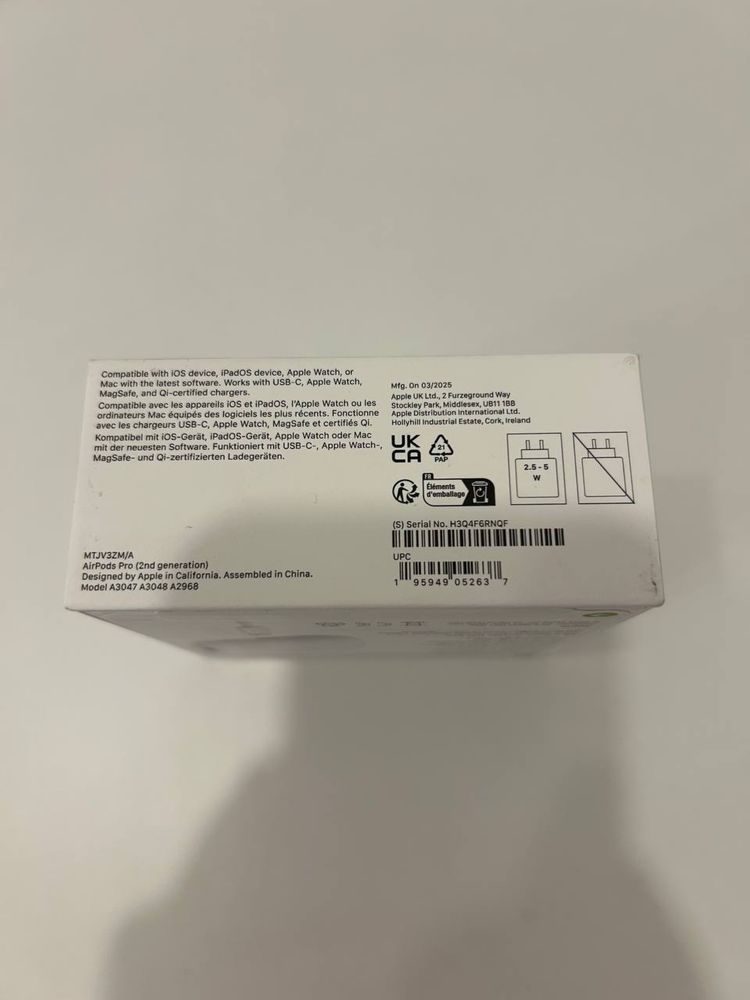 Compatible with iOS device, iPadOS device, Apple Watch, or
Mac with the latest software. Works with USB-C, Apple Watch,
MagSafe, and Qi-certified chargers.
Compatible avec les appareils iOS et iPadOS, l'Apple Watch ou les
ordinateurs Mac équipés des logiciels les plus récents. Fonctionne
avec les chargeurs USB-C, Apple Watch, MagSafe et certifiés Qi.
Kompatibel mit iOS-Gerät, iPadOS-Gerät, Apple Watch oder Mac
mit der neuesten Software. Funktioniert mit USB-C-, Apple Watch-,
MagSafe- und Qi-zertifizierten Ladegeräten.
MTJV3ZM/A
AirPods Pro (2nd generation)
Designed by Apple in California. Assembled in China.
Model A3047 A3048 A2968
Mfg. On 03/2025
Apple UK Ltd., 2 Furzeground Way
Stockley Park, Middlesex, UB11 1BB
Apple Distribution International Ltd.
Hollyhill Industrial Estate, Cork, Ireland
UK
CA
21
PAP
FR
Éléments
d'emballage
2.5 - 5
W
(S) Serial No. H3Q4F6RNQF
UPC
1 95949 05263 7